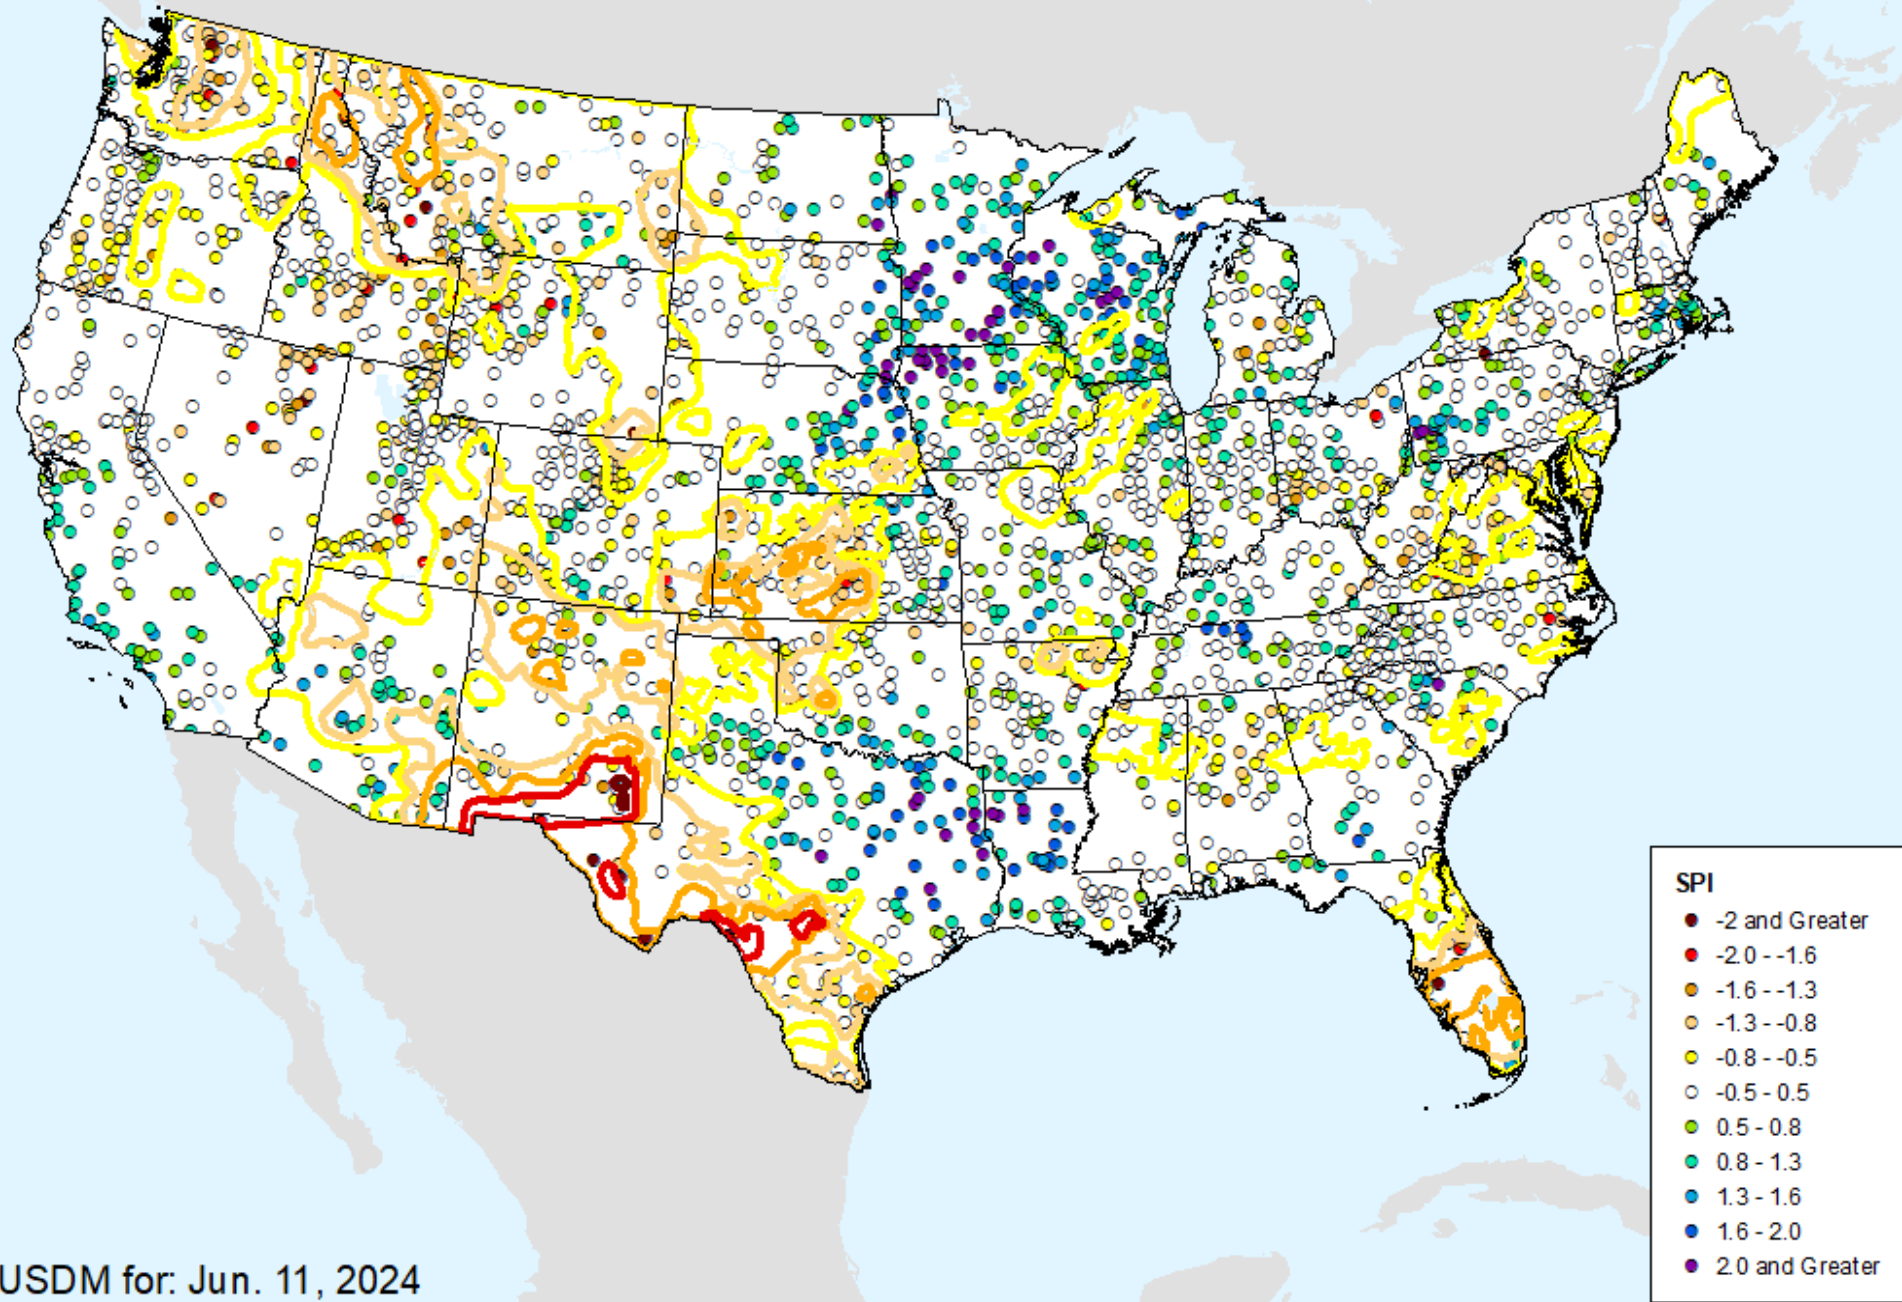 SPI
-2 and Greater
-2.0 - -1.6
-1.6 - -1.3
-1.3 - -0.8
-0.8 - -0.5
-0.5 - 0.5
0.5 - 0.8
0.8 - 1.3
1.3 - 1.6
1.6 - 2.0
2.0 and Greater
USDM for: Jun. 11, 2024